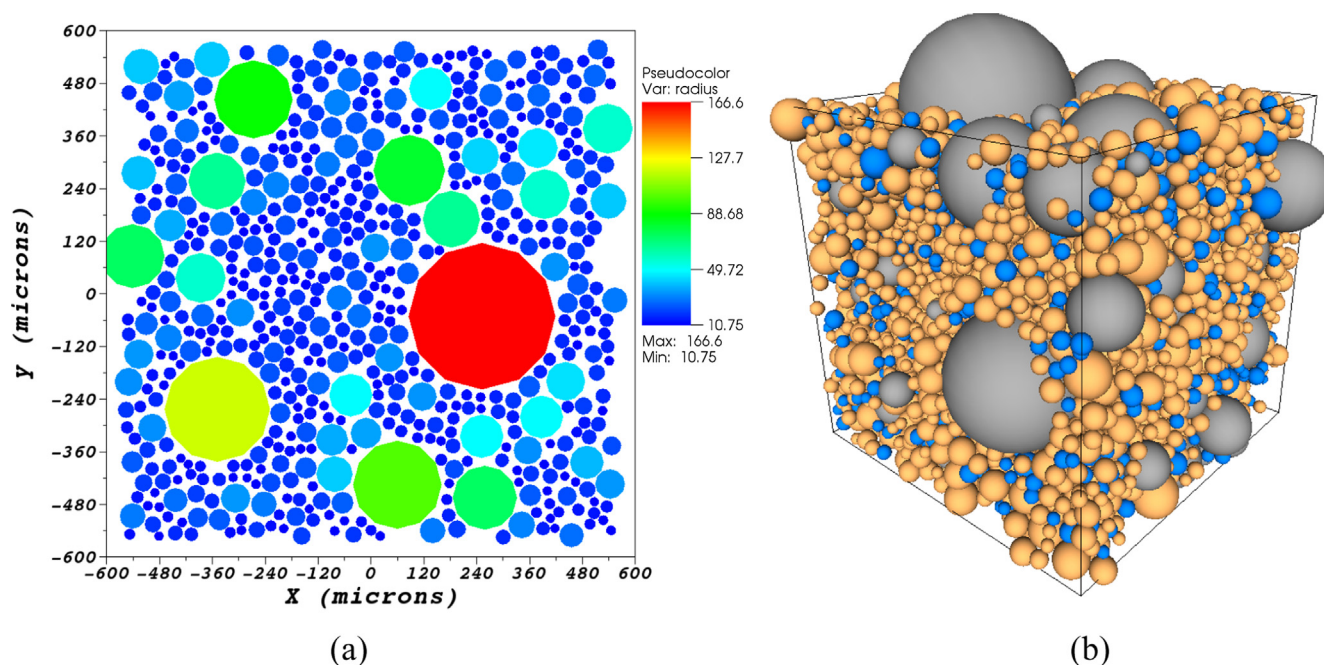 600
480
360
240
120
0
-120
-240
-360
-480
-600
Y (microns)
-600 -480 -360 -240 -120 0 120 240 360 480 600
X (microns)
Pseudocolor
Var: radius
166.6
127.7
88.68
49.72
10.75
Max: 166.6
Min: 10.75
(a)
(b)